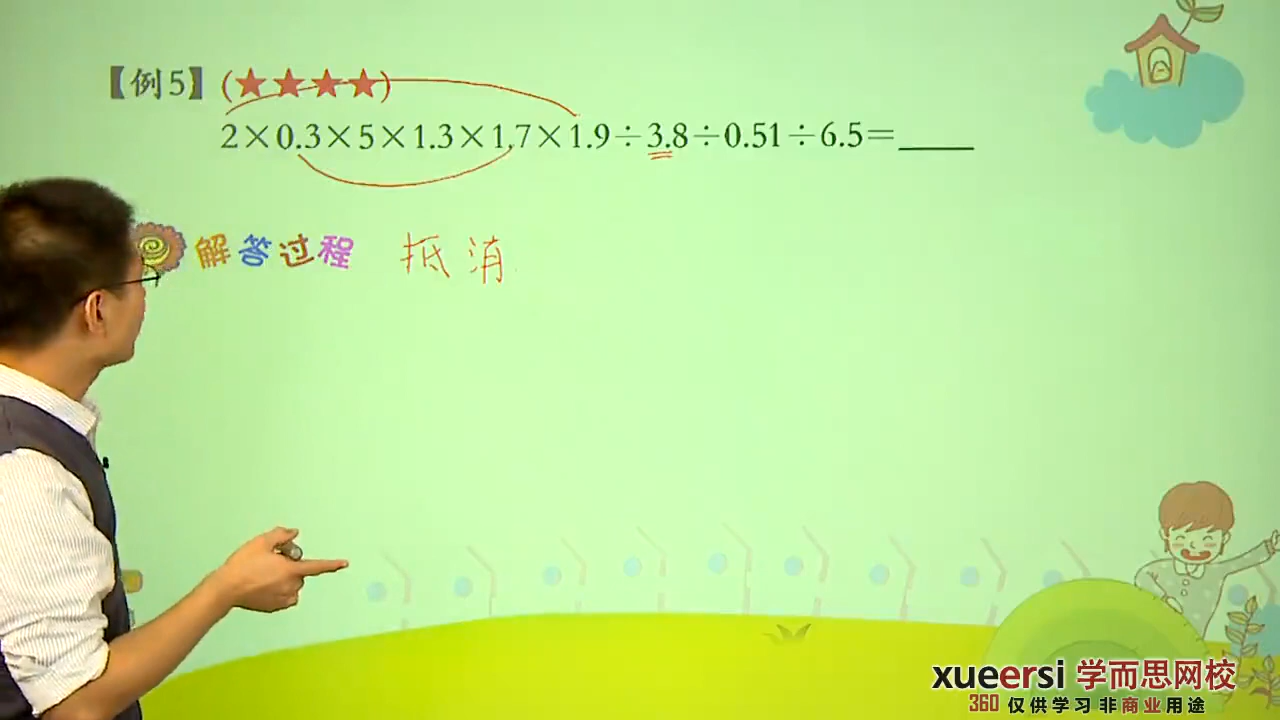 【例5】(★★★★)
2×0.3×5×1.3×1.7×1.9÷3.8÷0.51÷6.5=____
解答过程 抵消
xueersi 学而思网校
360 仅供学习非商业用途